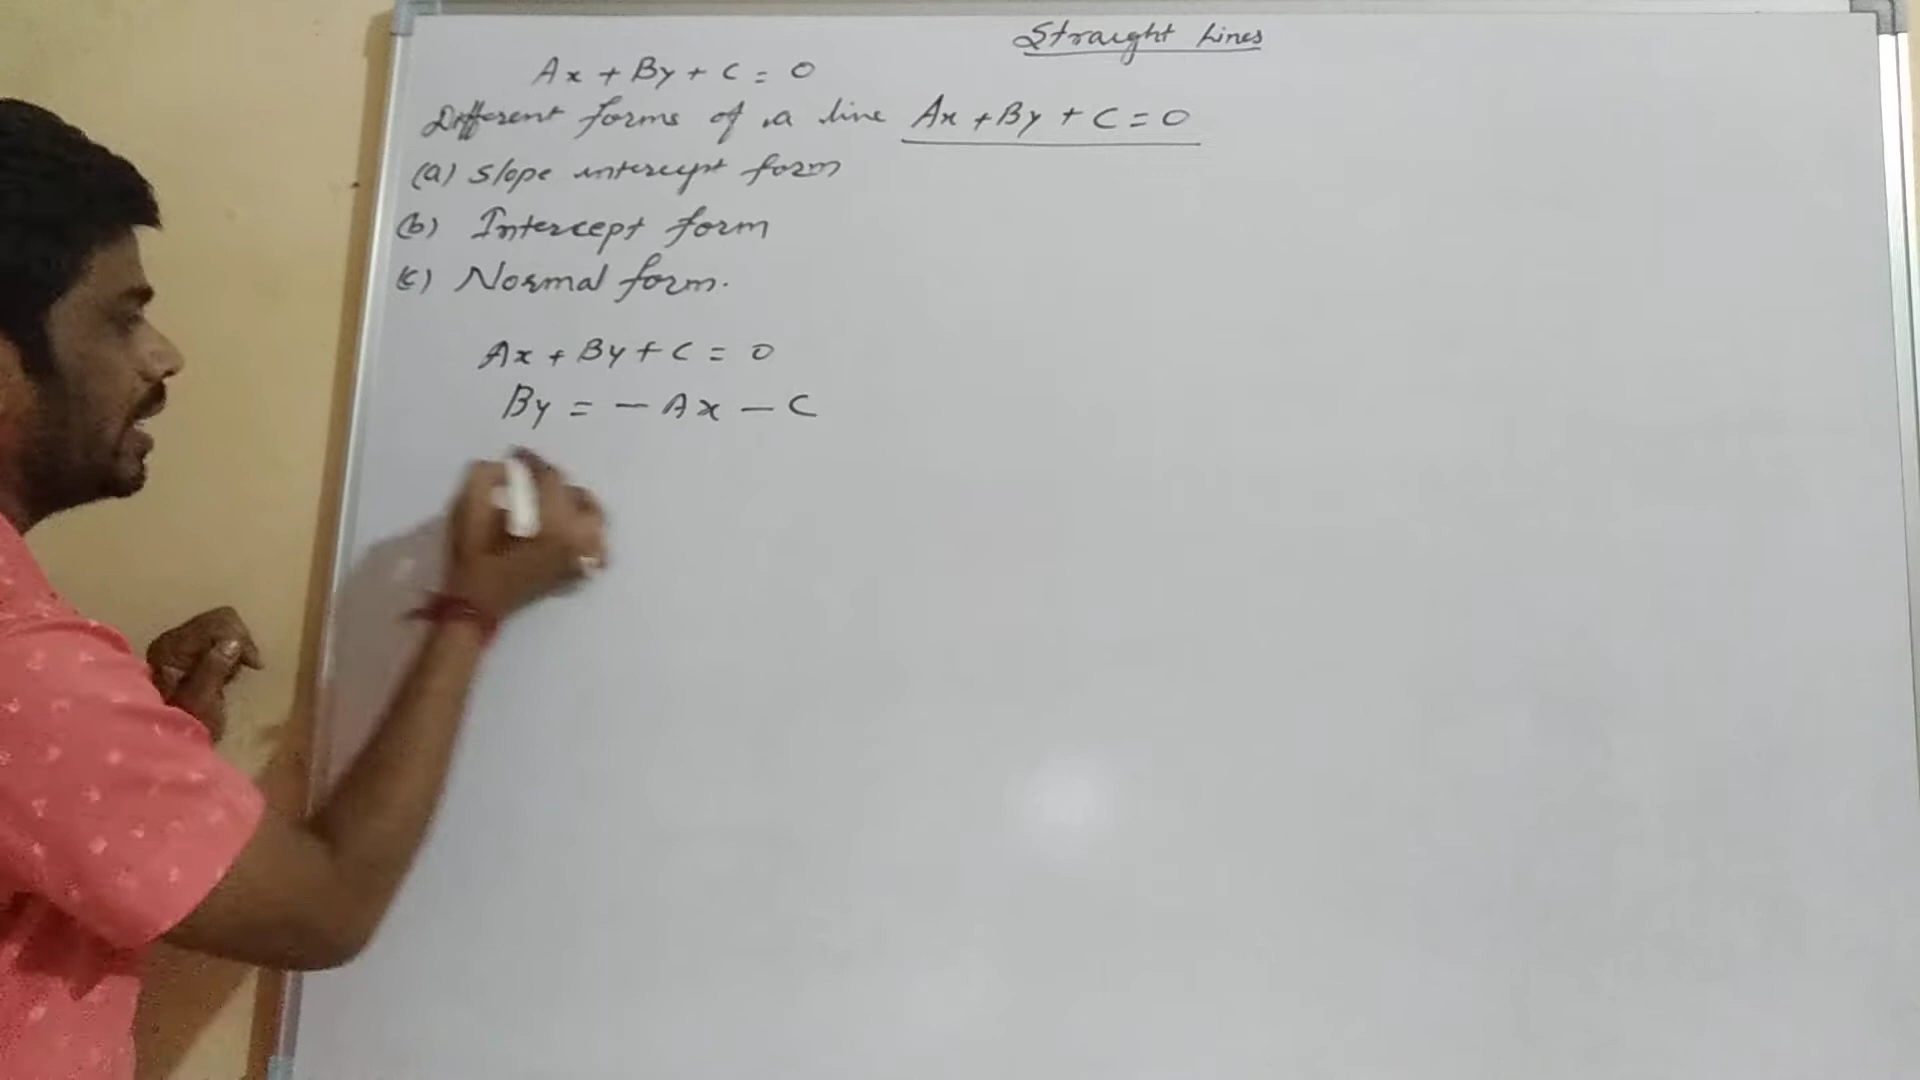 Straight Lines
Ax + By + C = 0
Different forms of a line Ax + By + C = 0
(a) Slope intercept form
(b) Intercept form
(c) Normal form.
Ax + By + C = 0
By = - Ax - C